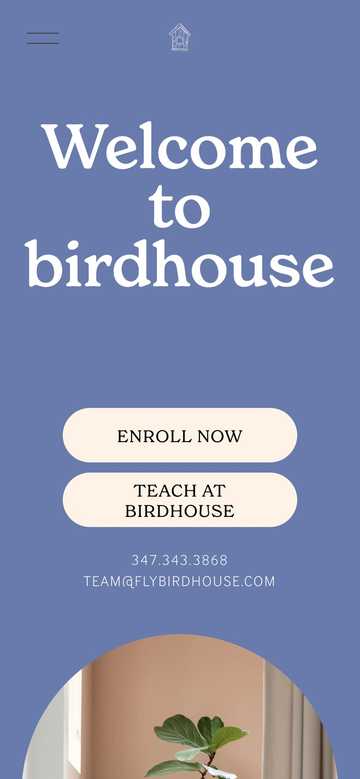 Welcome
to
birdhouse
ENROLL NOW
TEACH AT
BIRDHOUSE
347.343.3868
TEAM@FLYBIRDHOUSE.COM